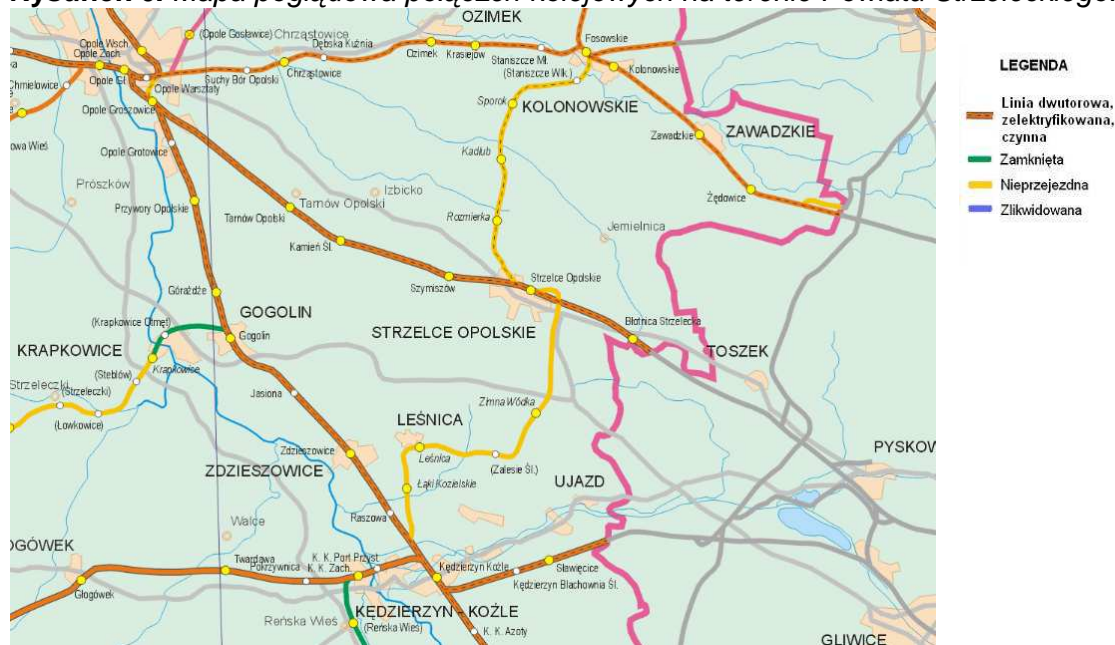 Rysunek 3. Mapa poglądowa połączeń kolejowych na terenie Powiatu Strzeleckiego.
OZIMEK
Opole Wsch.
(Opole Gosławice)
Chrząstowice
Opole Zach.
Dębska Kuźnia
Fosowskie
Ozimek
Krasiejów
Staniszcze Mł.
Opole Gł.
Chrząstowice
(Staniszcze Wlk.)
Kolonowskie
Suchy Bór Opolski
Chmielowice
Opole Warsztaty
Sporok
KOLONOWSKIE
Opole Groszowice
Zawadzkie
ZAWADZKIE
owa Wieś
Opole Grotowice
Kadłub
Prószków
Izbicko
Żędowice
Tarnów Opolski
Przywory Opolskie
Tarnów Opolski
Rozmierka
Jemielnica
Kamień Śl.
Strzelce Opolskie
Szymiszów
Górażdże
GOGOLIN
(Krapkowice Otmęt)
Błotnica Strzelecka
STRZELCE OPOLSKIE
Gogolin
KRAPKOWICE
TOSZEK
Krapkowice
(Steblów)
Strzeleczki
(Strzeleczki)
Jasiona
(Łowkowice)
Zimna Wódka
LEŚNICA
PYSKOW
Zdzieszowice
Leśnica
(Zalesie Śl.)
ZDZIESZOWICE
UJAZD
Łąki Kozielskie
Raszowa
Walce
OGÓWEK
K. K. Port Przyst.
Twardawa
Pokrzywnica
K. K. Zach.
Kędzierzyn Koźle
Sławięcice
Kędzierzyn Blachownia Śl.
Głogówek
KĘDZIERZYN - KOŹLE
Reńska Wieś
(Reńska Wieś)
K. K. Azoty
GLIWICE
LEGENDA
Linia dwutorowa,
zelektryfikowana,
czynna
Zamknięta
Nieprzejezdna
Zlikwidowana